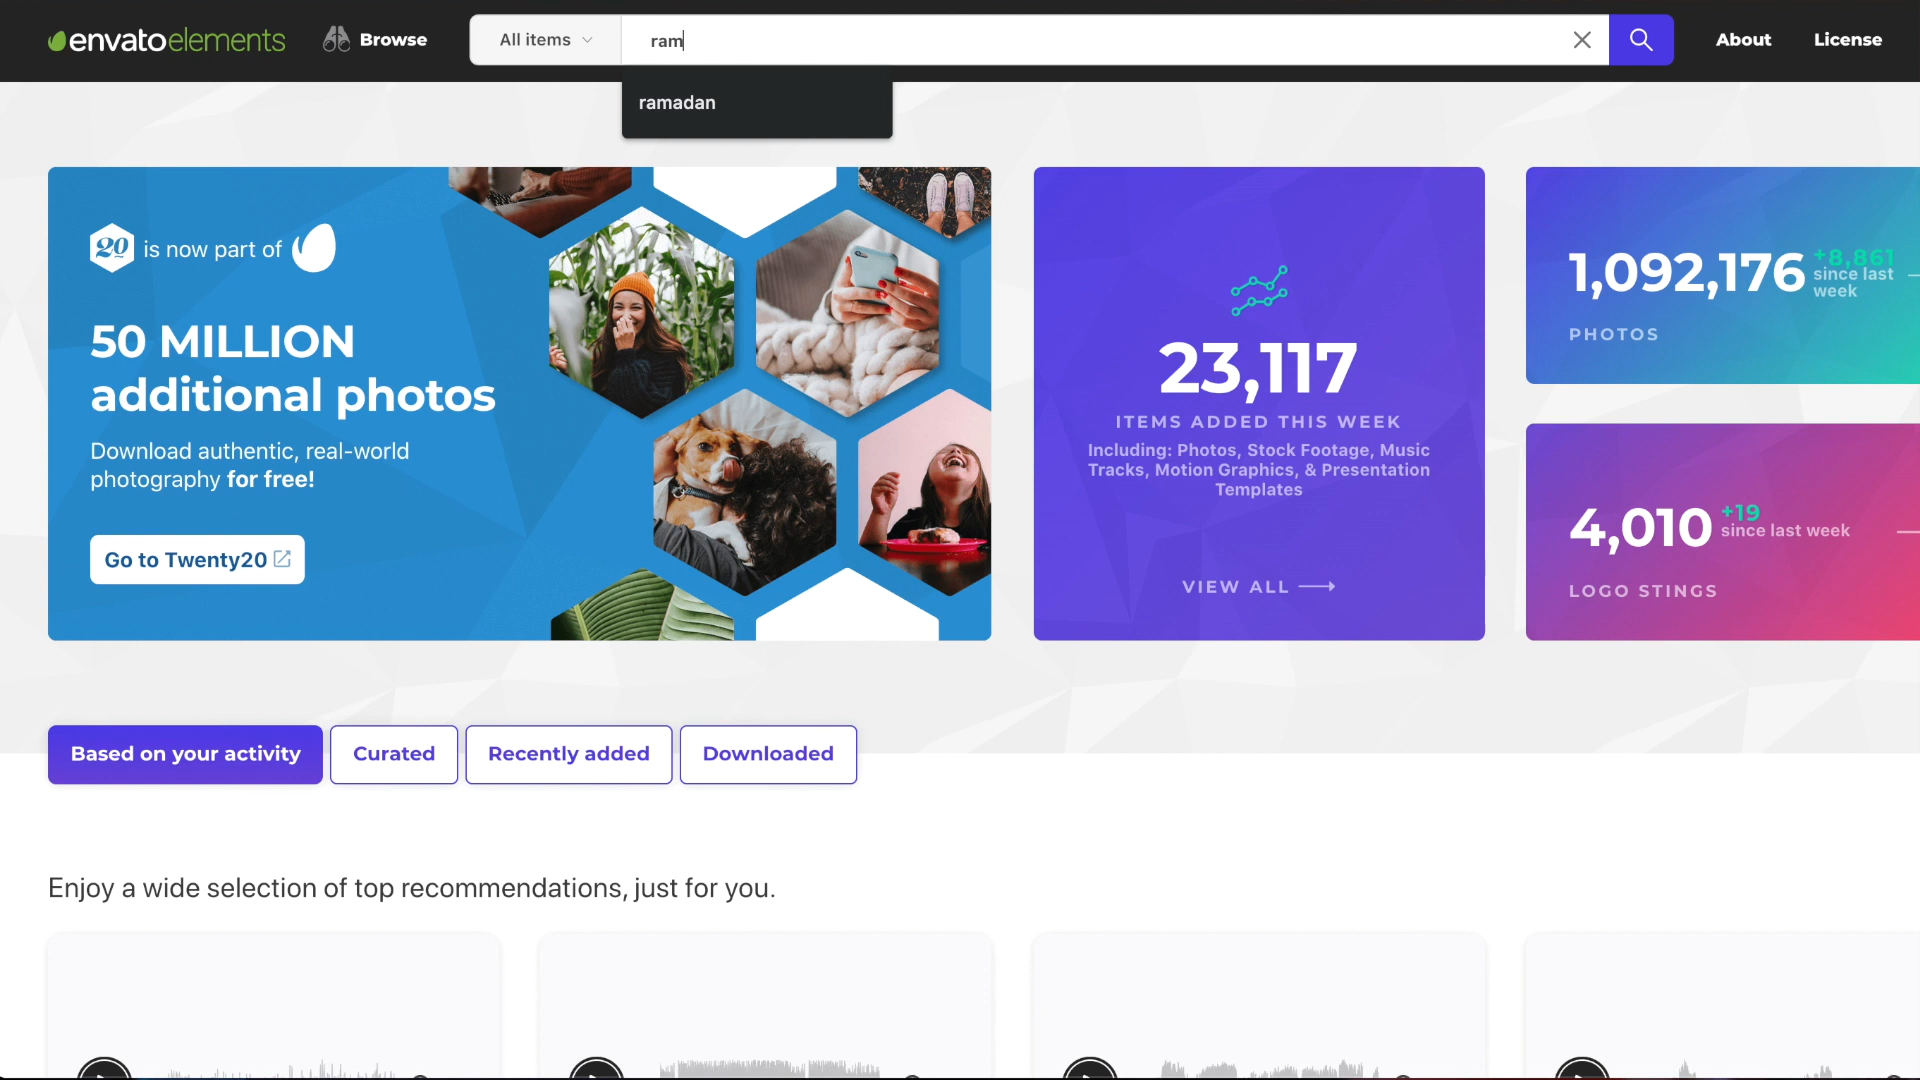 envatoelements
Browse
All items
ram
About
License
ramadan
20 is now part of
50 MILLION
additional photos
Download authentic, real-world
photography for free!
Go to Twenty20
23,117
ITEMS ADDED THIS WEEK
Including: Photos, Stock Footage, Music
Tracks, Motion Graphics, & Presentation
Templates
VIEW ALL
1,092,176
+8,861
since last
week
PHOTOS
4,010
+19
since last week
LOGO STINGS
Based on your activity
Curated
Recently added
Downloaded
Enjoy a wide selection of top recommendations, just for you.